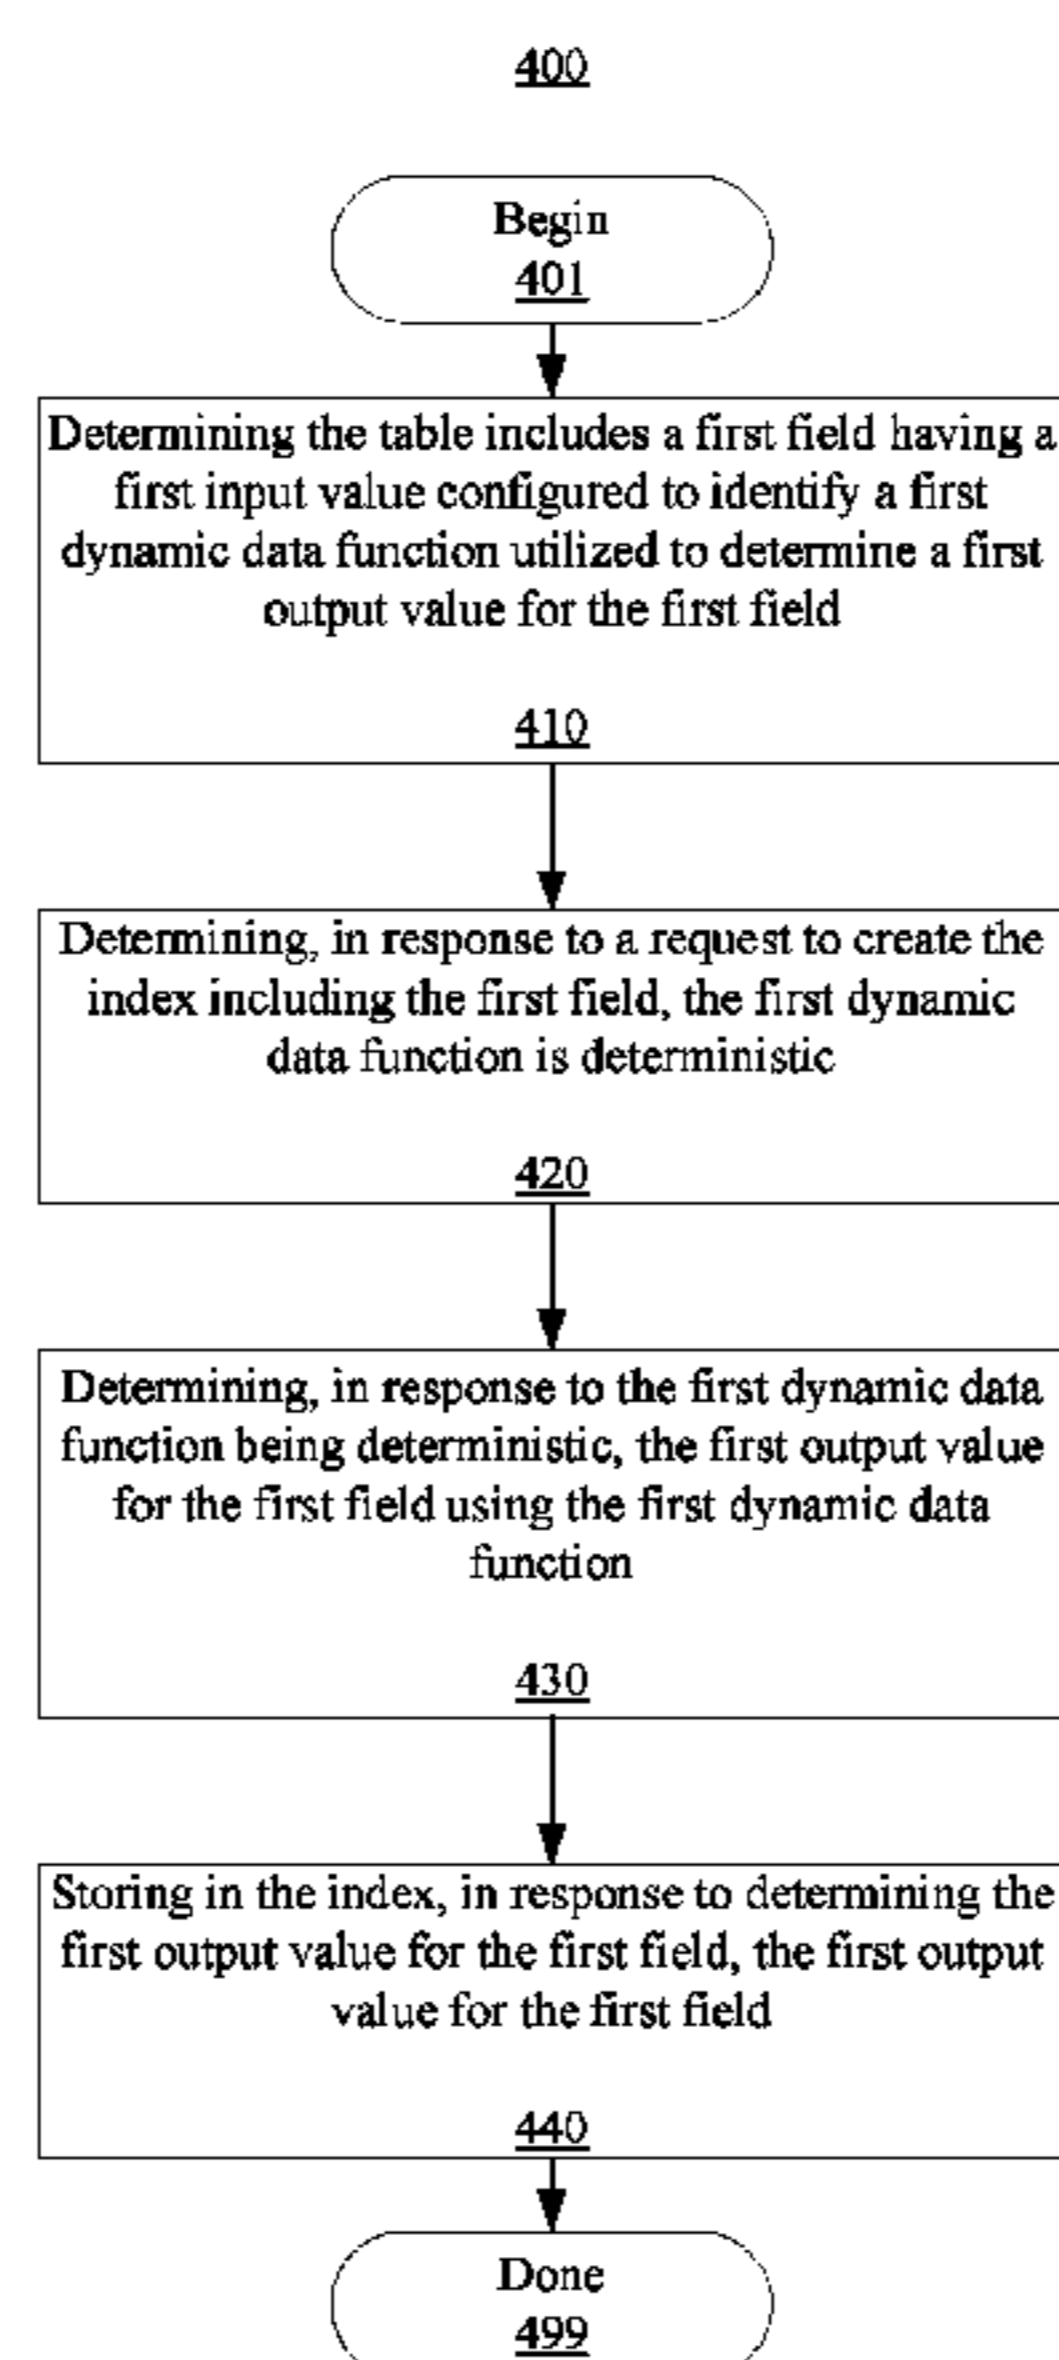 400
Begin
401
Determining the table includes a first field having a
first input value configured to identify a first
dynamic data function utilized to determine a first
output value for the first field
410
Determining, in response to a request to create the
index including the first field, the first dynamic
data function is deterministic
420
Determining, in response to the first dynamic data
function being deterministic, the first output value
for the first field using the first dynamic data
function
430
Storing in the index, in response to determining the
first output value for the first field, the first output
value for the first field
440
Done
499